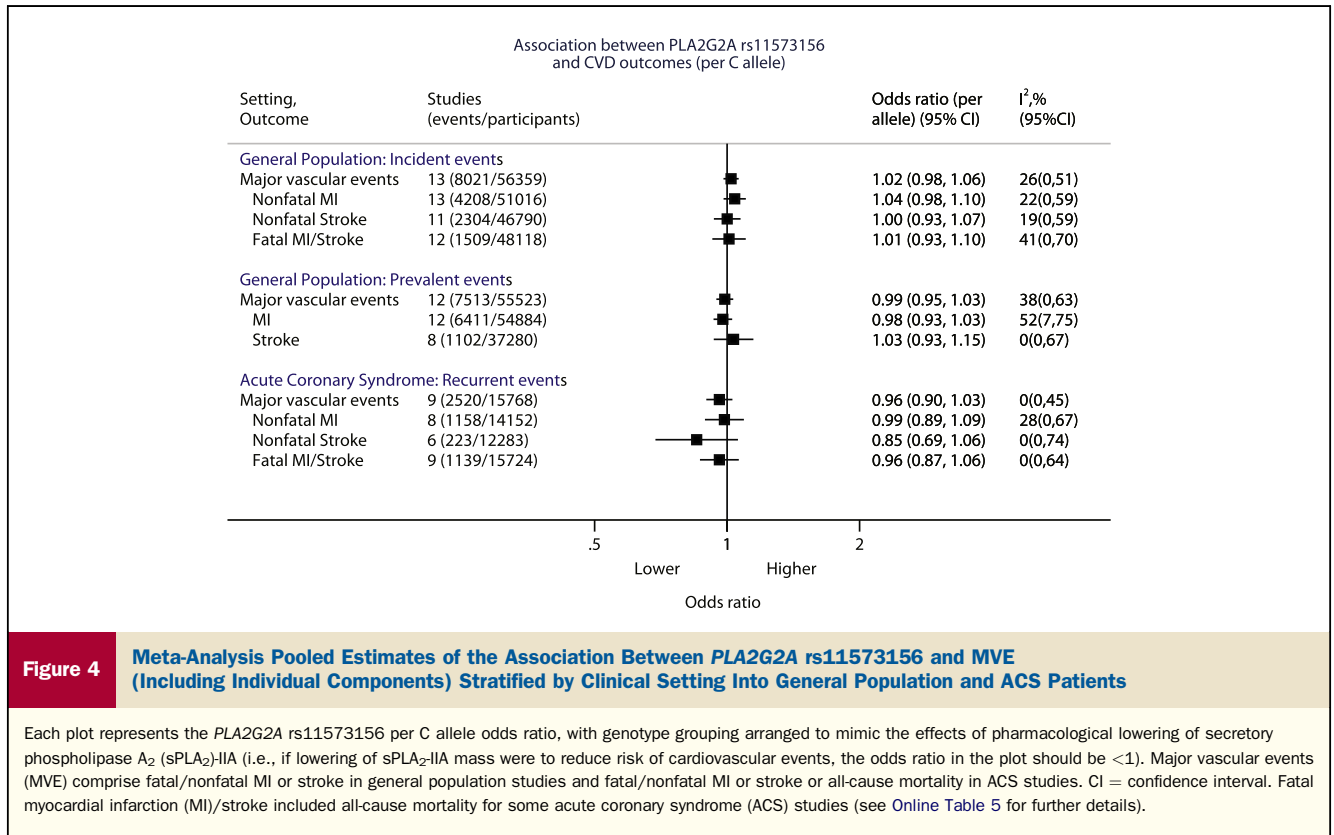 Association between PLA2G2A rs11573156
and CVD outcomes (per C allele)
Setting, Outcome Studies (events/participants) Odds ratio (per allele) (95% CI) I²,% (95%CI)
General Population: Incident events
Major vascular events 13 (8021/56359) 1.02 (0.98, 1.06) 26(0,51)
Nonfatal MI 13 (4208/51016) 1.04 (0.98, 1.10) 22(0,59)
Nonfatal Stroke 11 (2304/46790) 1.00 (0.93, 1.07) 19(0,59)
Fatal MI/Stroke 12 (1509/48118) 1.01 (0.93, 1.10) 41(0,70)
General Population: Prevalent events
Major vascular events 12 (7513/55523) 0.99 (0.95, 1.03) 38(0,63)
MI 12 (6411/54884) 0.98 (0.93, 1.03) 52(7,75)
Stroke 8 (1102/37280) 1.03 (0.93, 1.15) 0(0,67)
Acute Coronary Syndrome: Recurrent events
Major vascular events 9 (2520/15768) 0.96 (0.90, 1.03) 0(0,45)
Nonfatal MI 8 (1158/14152) 0.99 (0.89, 1.09) 28(0,67)
Nonfatal Stroke 6 (223/12283) 0.85 (0.69, 1.06) 0(0,74)
Fatal MI/Stroke 9 (1139/15724) 0.96 (0.87, 1.06) 0(0,64)
.5 1 2
Lower Higher
Odds ratio
Figure 4
Meta-Analysis Pooled Estimates of the Association Between PLA2G2A rs11573156 and MVE
(Including Individual Components) Stratified by Clinical Setting Into General Population and ACS Patients
Each plot represents the PLA2G2A rs11573156 per C allele odds ratio, with genotype grouping arranged to mimic the effects of pharmacological lowering of secretory
phospholipase A₂ (sPLA₂)-IIA (i.e., if lowering of sPLA₂-IIA mass were to reduce risk of cardiovascular events, the odds ratio in the plot should be <1). Major vascular events
(MVE) comprise fatal/nonfatal MI or stroke in general population studies and fatal/nonfatal MI or stroke or all-cause mortality in ACS studies. CI = confidence interval. Fatal
myocardial infarction (MI)/stroke included all-cause mortality for some acute coronary syndrome (ACS) studies (see Online Table 5 for further details).